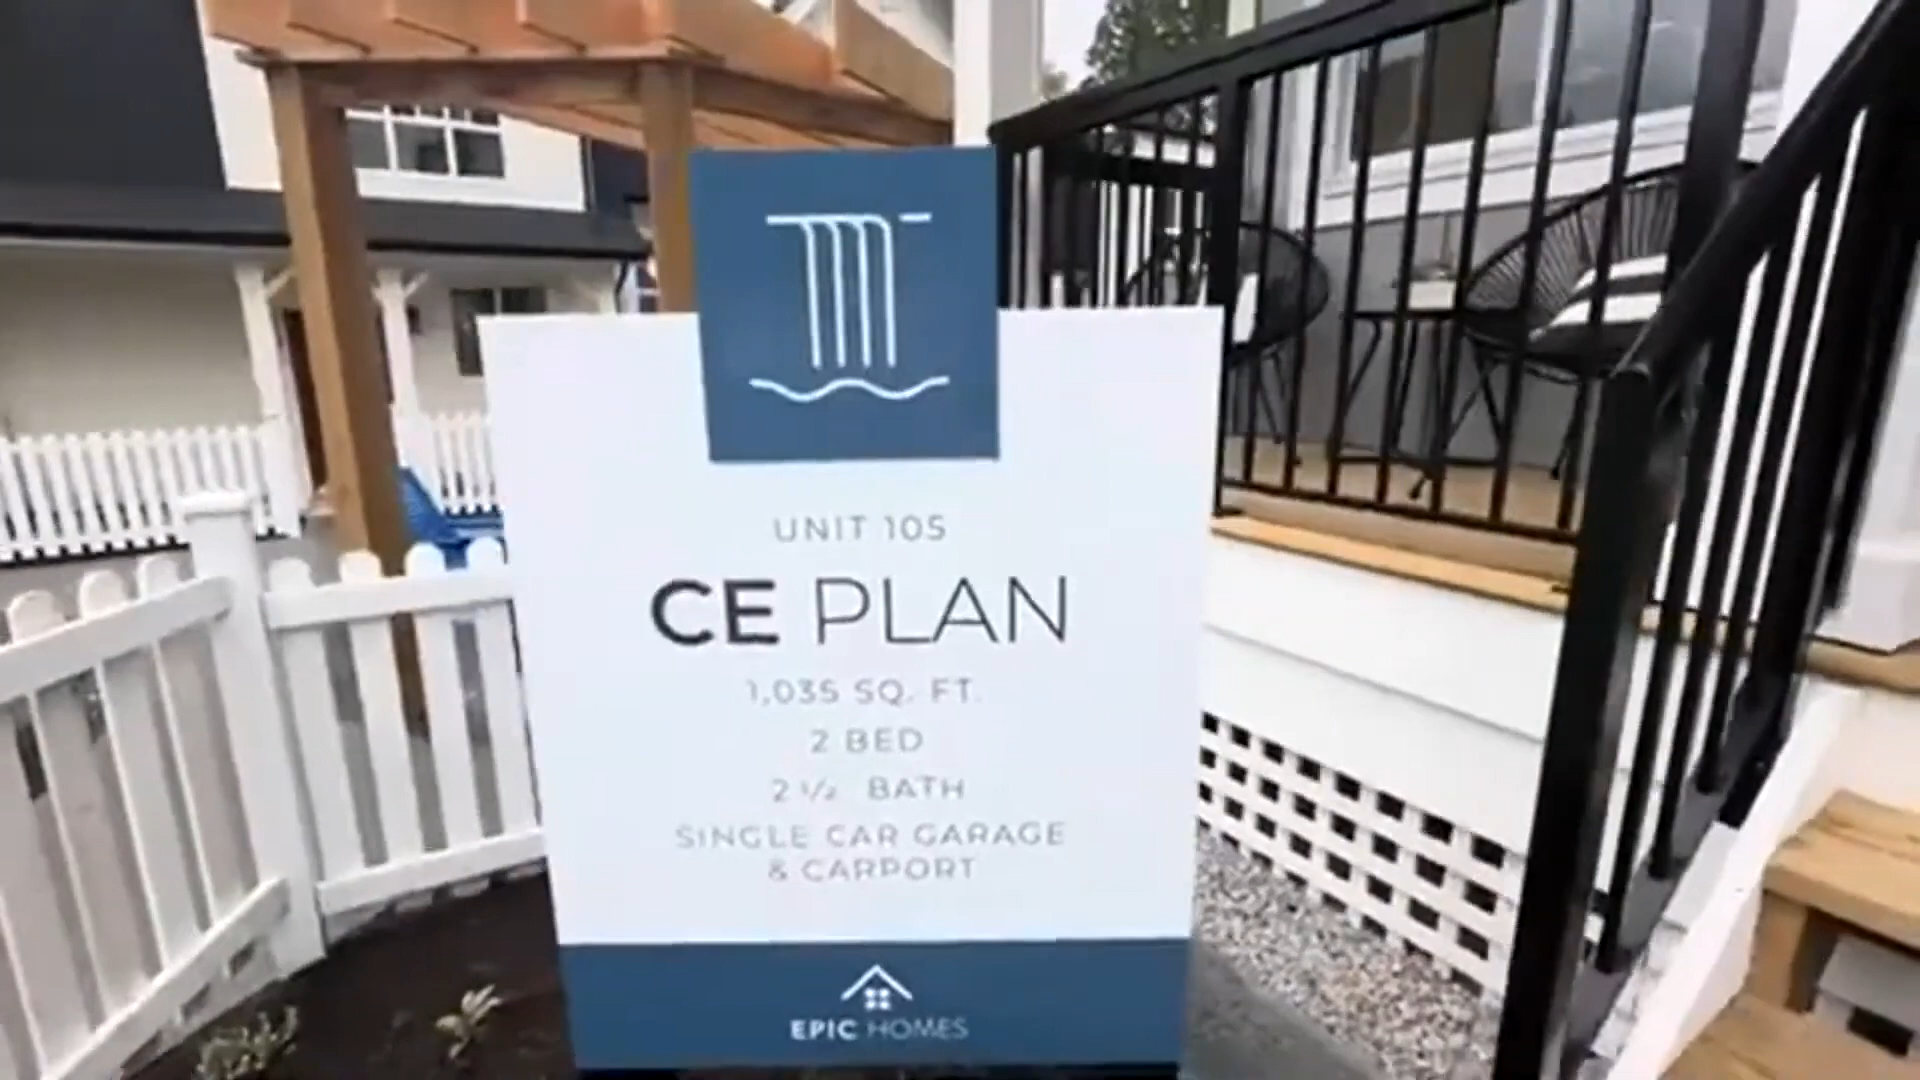 UNIT 105
CE PLAN
1,035 SQ. FT.
2 BED
2 ½ BATH
SINGLE CAR GARAGE
& CARPORT
EPIC HOMES